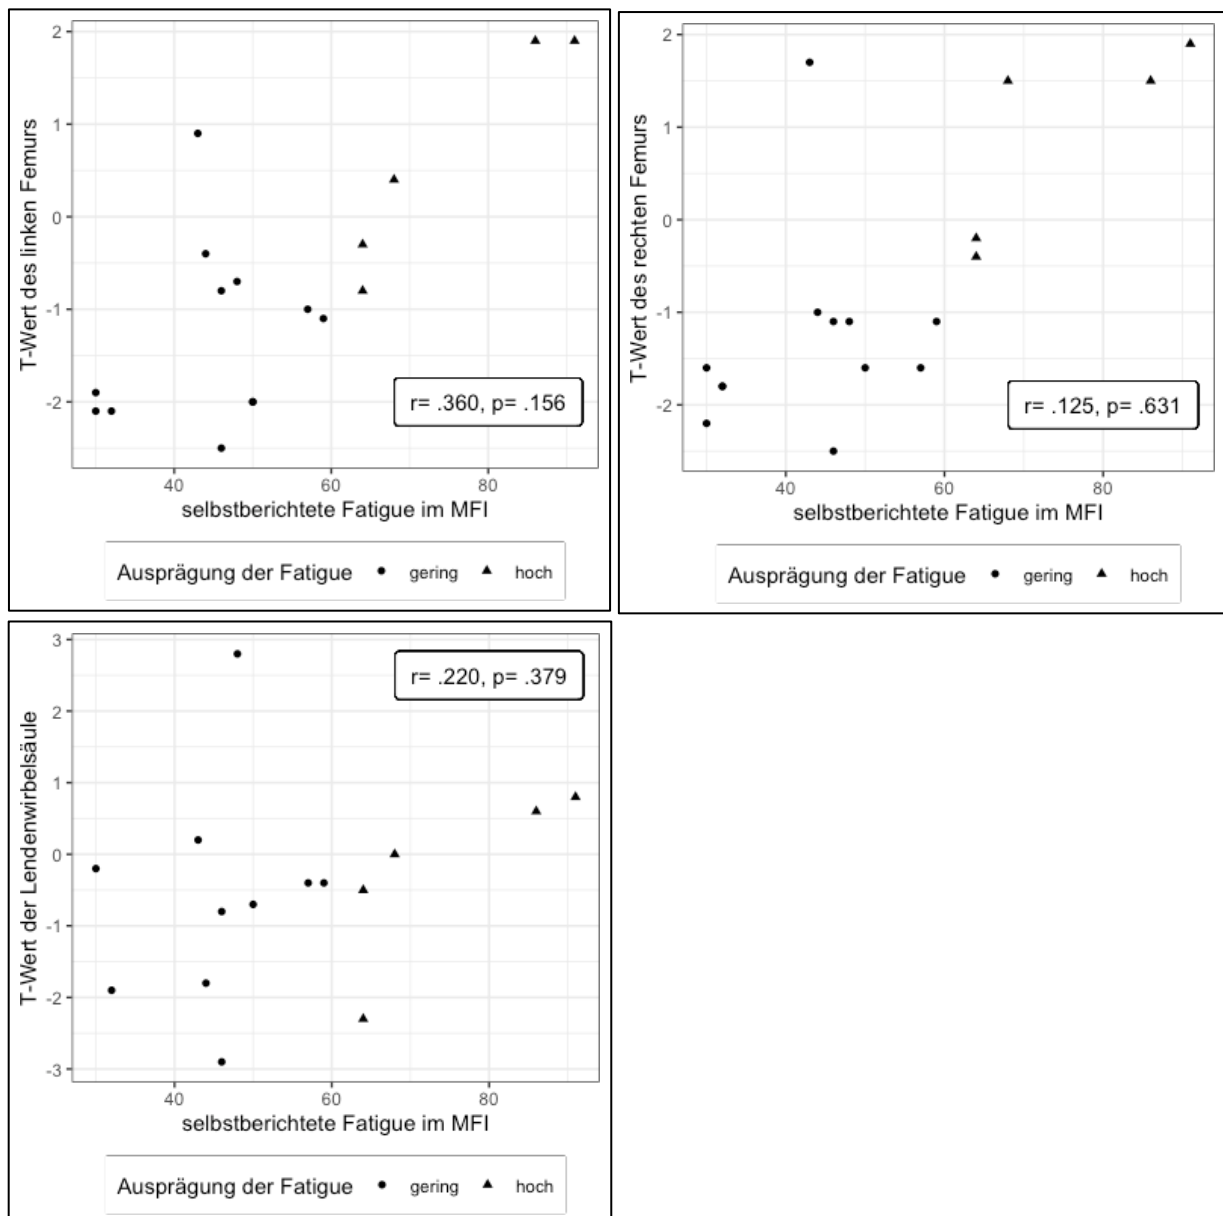 T-Wert des linken Femurs
2
1
0
-1
-2
r= .360, p= .156
40 60 80
selbstberichtete Fatigue im MFI
Ausprägung der Fatigue gering hoch
T-Wert des rechten Femurs
2
1
0
-1
-2
r= .125, p= .631
40 60 80
selbstberichtete Fatigue im MFI
Ausprägung der Fatigue gering hoch
T-Wert der Lendenwirbelsäule
3
2
1
0
-1
-2
-3
r= .220, p= .379
40 60 80
selbstberichtete Fatigue im MFI
Ausprägung der Fatigue gering hoch